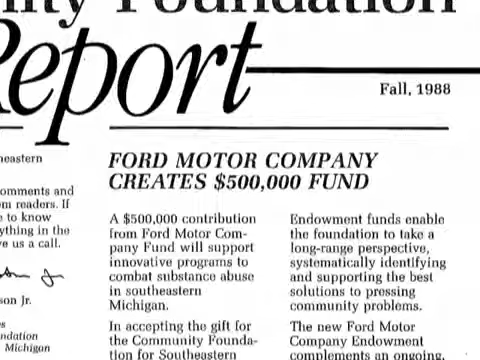 ity Foundation
Report
Fall, 1988
heastern
omments and
om readers. If
e to know
ything in the
ve us a call.
son Jr.
s
ndation
Michigan
FORD MOTOR COMPANY
CREATES $500,000 FUND
A $500,000 contribution
from Ford Motor Com-
pany Fund will support
innovative programs to
combat substance abuse
in southeastern
Michigan.
In accepting the gift for
the Community Founda-
tion for Southeastern
Endowment funds enable
the foundation to take a
long-range perspective,
systematically identifying
and supporting the best
solutions to pressing
community problems.
The new Ford Motor
Company Endowment
complements an ongoing,